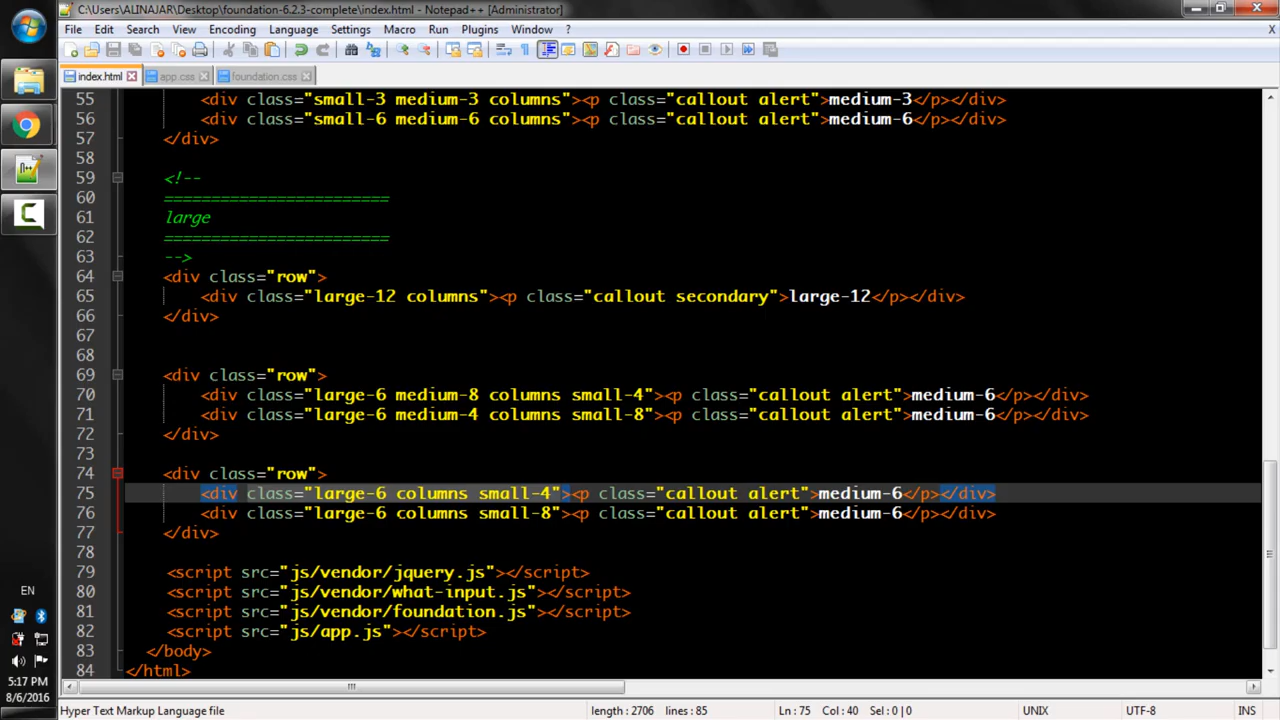 C:\Users\ALINAJAR\Desktop\foundation-6.2.3-complete\index.html - Notepad++ [Administrator]
File Edit Search View Encoding Language Settings Macro Run Plugins Window ?
index.html app.css foundation.css
55 <div class="small-3 medium-3 columns"><p class="callout alert">medium-3</p></div>
56 <div class="small-6 medium-6 columns"><p class="callout alert">medium-6</p></div>
57 </div>
58
59 <!--
60 ========================
61 large
62 ========================
63 -->
64 <div class="row">
65 <div class="large-12 columns"><p class="callout secondary">large-12</p></div>
66 </div>
67
68
69 <div class="row">
70 <div class="large-6 medium-8 columns small-4"><p class="callout alert">medium-6</p></div>
71 <div class="large-6 medium-4 columns small-8"><p class="callout alert">medium-6</p></div>
72 </div>
73
74 <div class="row">
75 <div class="large-6 columns small-4"><p class="callout alert">medium-6</p></div>
76 <div class="large-6 columns small-8"><p class="callout alert">medium-6</p></div>
77 </div>
78
79 <script src="js/vendor/jquery.js"></script>
80 <script src="js/vendor/what-input.js"></script>
81 <script src="js/vendor/foundation.js"></script>
82 <script src="js/app.js"></script>
83 </body>
84 </html>
EN
5:17 PM
8/6/2016
Hyper Text Markup Language file length : 2706 lines : 85 Ln : 75 Col : 40 Sel : 0 | 0 UNIX UTF-8 INS